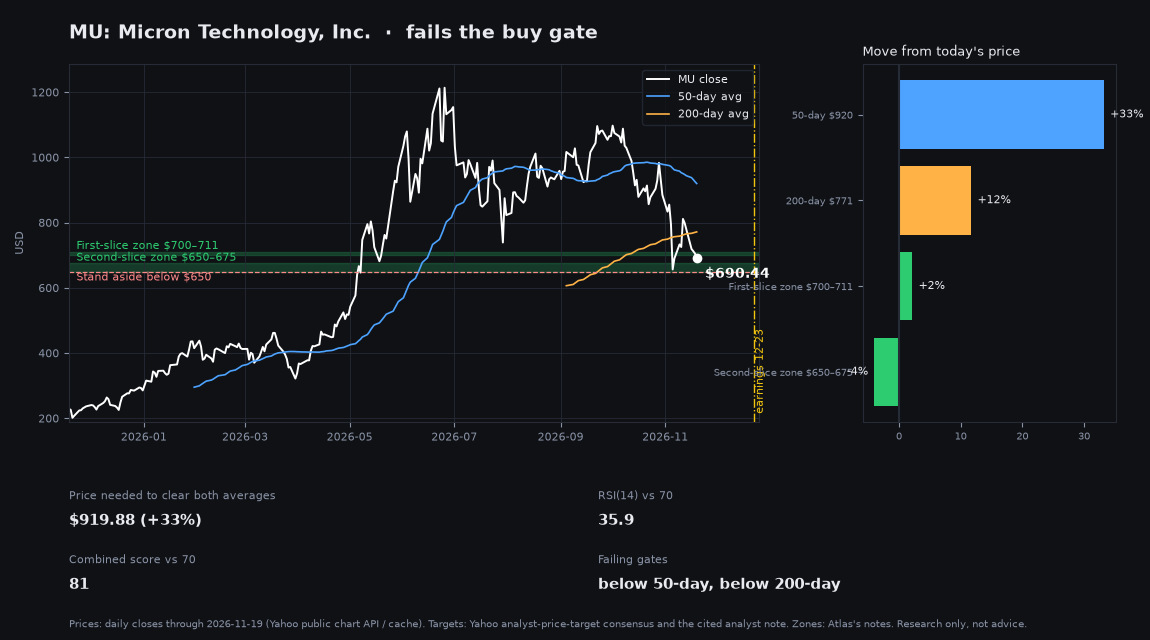 MU: Micron Technology, Inc. · fails the buy gate
Move from today's price
MU close
50-day avg
200-day avg
1200
1000
800
600
400
200
USD
First-slice zone $700–711
Second-slice zone $650–675
Stand aside below $650
$690.44
earnings 12-23
2026-01
2026-03
2026-05
2026-07
2026-09
2026-11
50-day $920
+33%
200-day $771
+12%
First-slice zone $700–711
+2%
Second-slice zone $650–675
-4%
0
10
20
30
Price needed to clear both averages
$919.88 (+33%)
RSI(14) vs 70
35.9
Combined score vs 70
81
Failing gates
below 50-day, below 200-day
Prices: daily closes through 2026-11-19 (Yahoo public chart API / cache). Targets: Yahoo analyst-price-target consensus and the cited analyst note. Zones: Atlas's notes. Research only, not advice.